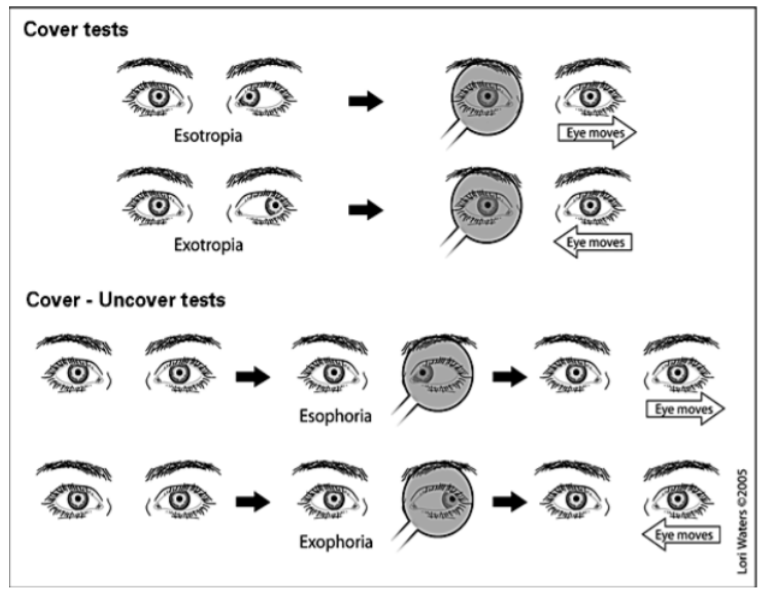 Cover tests
Esotropia
Eye moves
Exotropia
Eye moves
Cover - Uncover tests
Esophoria
Eye moves
Exophoria
Eye moves
Lori Waters ©2005